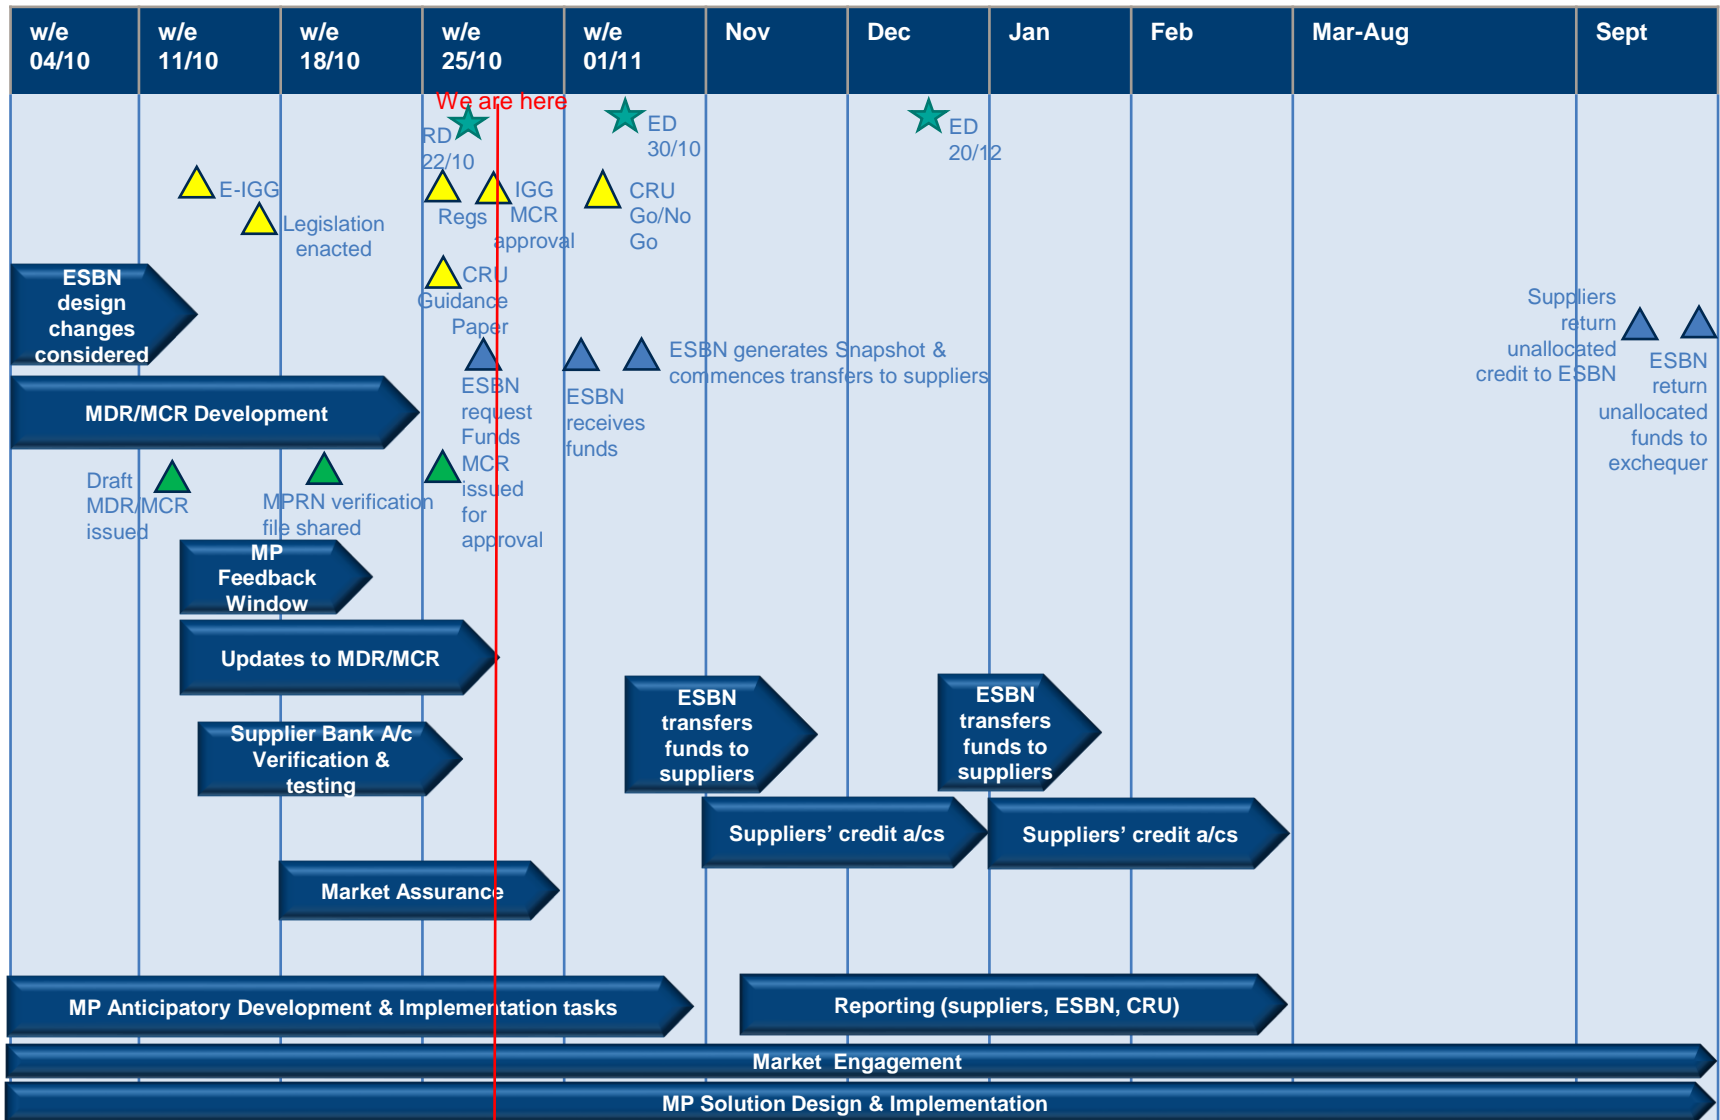 w/e
04/10
w/e
11/10
w/e
18/10
w/e
25/10
w/e
01/11
Nov
Dec
Jan
Feb
Mar-Aug
Sept
We are here
RD
22/10
ED
30/10
ED
20/12
E-IGG
Legislation
enacted
Regs
IGG
MCR
approval
CRU
Go/No
Go
ESBN
design
changes
considered
CRU
Guidance
Paper
Suppliers
return
unallocated
credit to ESBN
ESBN
return
unallocated
funds to
exchequer
ESBN generates Snapshot &
commences transfers to suppliers
ESBN
request
Funds
ESBN
receives
funds
MDR/MCR Development
Draft
MDR/MCR
issued
MPRN verification
file shared
MCR
issued
for
approval
MP
Feedback
Window
Updates to MDR/MCR
Supplier Bank A/c
Verification &
testing
ESBN
transfers
funds to
suppliers
ESBN
transfers
funds to
suppliers
Suppliers’ credit a/cs
Suppliers’ credit a/cs
Market Assurance
MP Anticipatory Development & Implementation tasks
Reporting (suppliers, ESBN, CRU)
Market  Engagement
MP Solution Design & Implementation